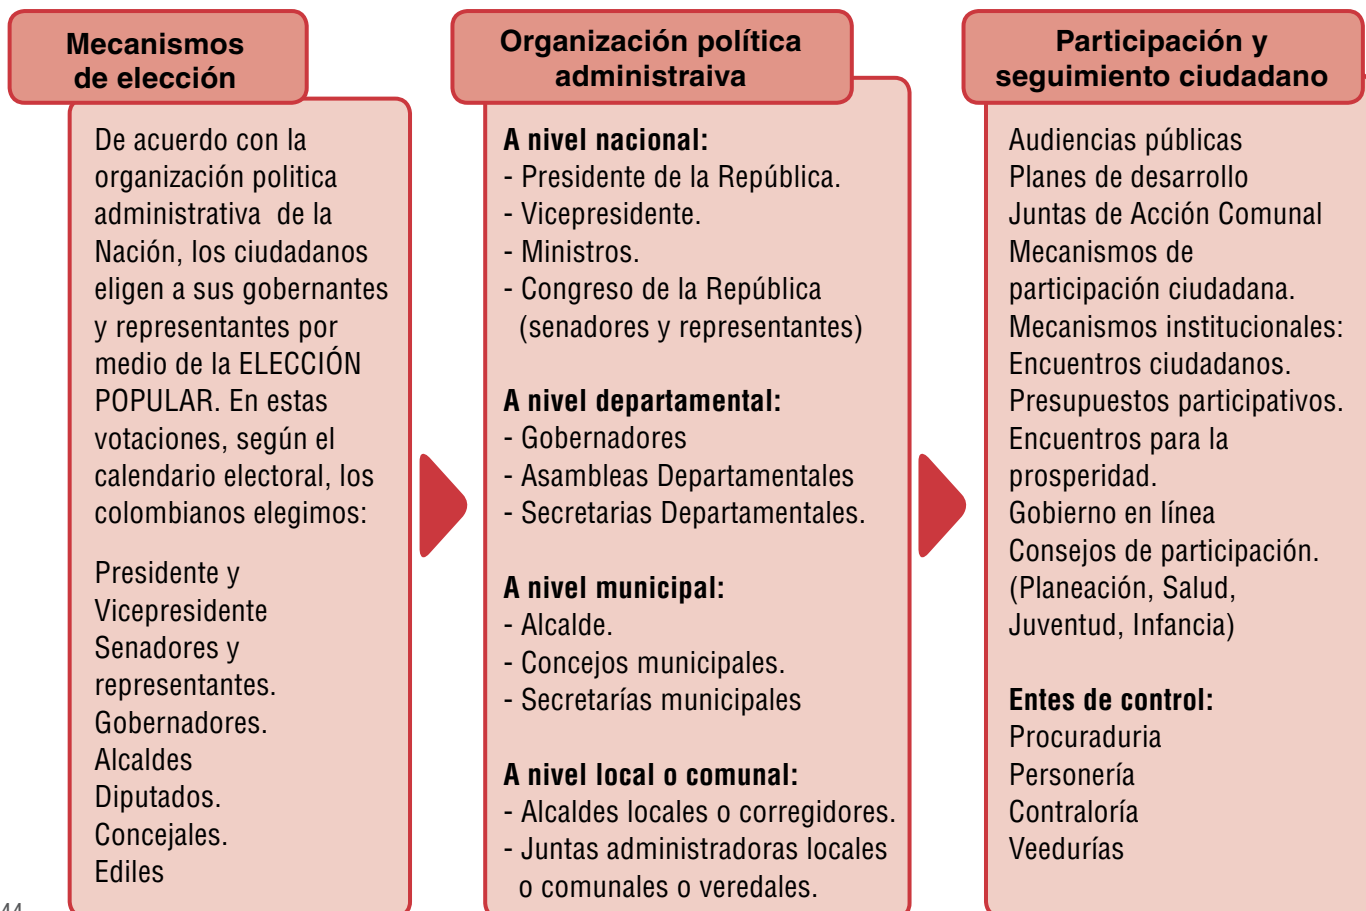 Mecanismos
de elección
De acuerdo con la
organización politica
administrativa de la
Nación, los ciudadanos
eligen a sus gobernantes
y representantes por
medio de la ELECCIÓN
POPULAR. En estas
votaciones, según el
calendario electoral, los
colombianos elegimos:
Presidente y
Vicepresidente
Senadores y
representantes.
Gobernadores.
Alcaldes
Diputados.
Concejales.
Ediles
Organización política
administraiva
A nivel nacional:
- Presidente de la República.
- Vicepresidente.
- Ministros.
- Congreso de la República
(senadores y representantes)
A nivel departamental:
- Gobernadores
- Asambleas Departamentales
- Secretarias Departamentales.
A nivel municipal:
- Alcalde.
- Concejos municipales.
- Secretarías municipales
A nivel local o comunal:
- Alcaldes locales o corregidores.
- Juntas administradoras locales
o comunales o veredales.
Participación y
seguimiento ciudadano
Audiencias públicas
Planes de desarrollo
Juntas de Acción Comunal
Mecanismos de
participación ciudadana.
Mecanismos institucionales:
Encuentros ciudadanos.
Presupuestos participativos.
Encuentros para la
prosperidad.
Gobierno en línea
Consejos de participación.
(Planeación, Salud,
Juventud, Infancia)
Entes de control:
Procuraduria
Personería
Contraloría
Veedurías